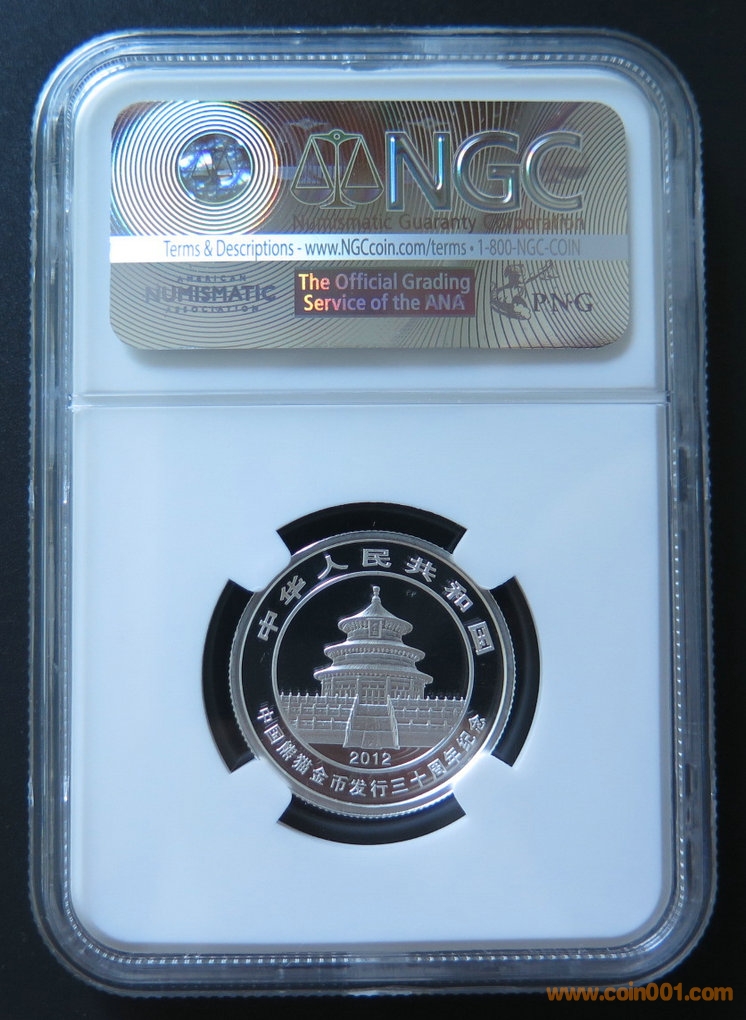 NGC
Numismatic Guaranty Corporation
Terms & Descriptions - www.NGCcoin.com/terms • 1-800-NGC-COIN
AMERICAN
NUMISMATIC
ASSOCIATION
The Official Grading
Service of the ANA
PNG
中华人民共和国
2012
中国熊猫金币发行三十周年纪念
www.coin001.com